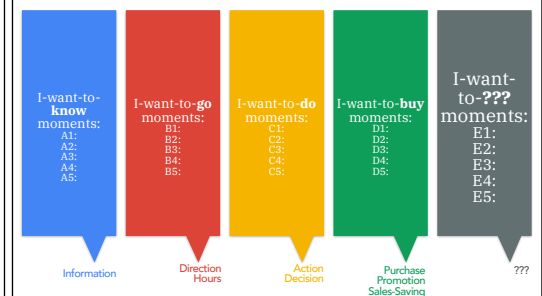 I-want-to-
know
moments:
A1:
A2:
A3:
A4:
A5:
Information
I-want-to-go
moments:
B1:
B2:
B3:
B4:
B5:
Direction
Hours
I-want-to-do
moments:
C1:
C2:
C3:
C4:
C5:
Action
Decision
I-want-to-buy
moments:
D1:
D2:
D3:
D4:
D5:
Purchase
Promotion
Sales-Saving
I-want-
to-???
moments:
E1:
E2:
E3:
E4:
E5:
???